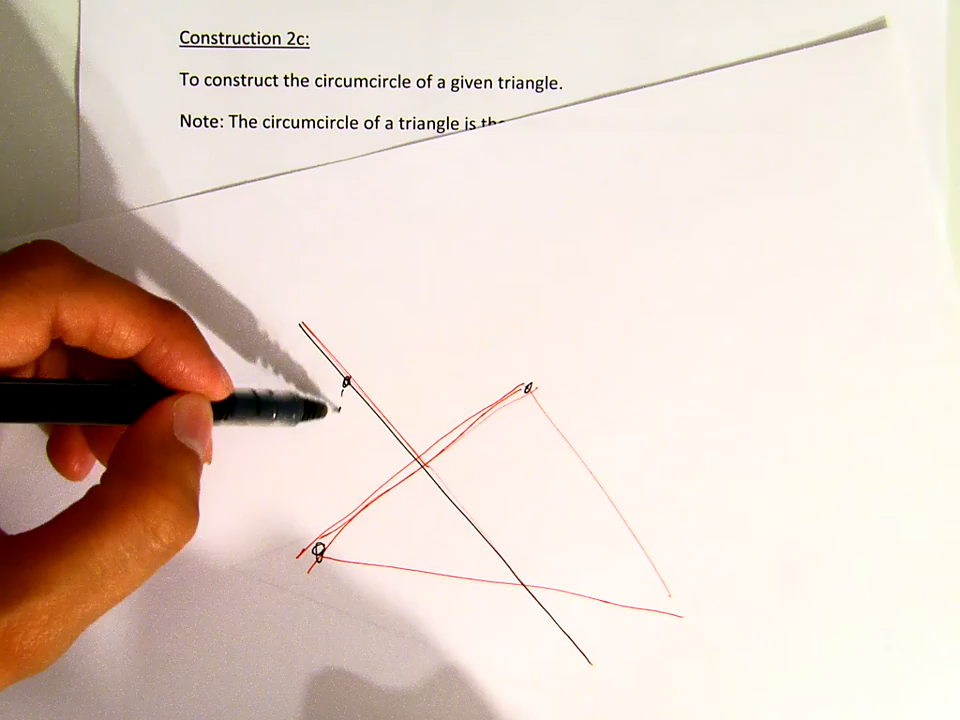 Construction 2c:
To construct the circumcircle of a given triangle.
Note: The circumcircle of a triangle is